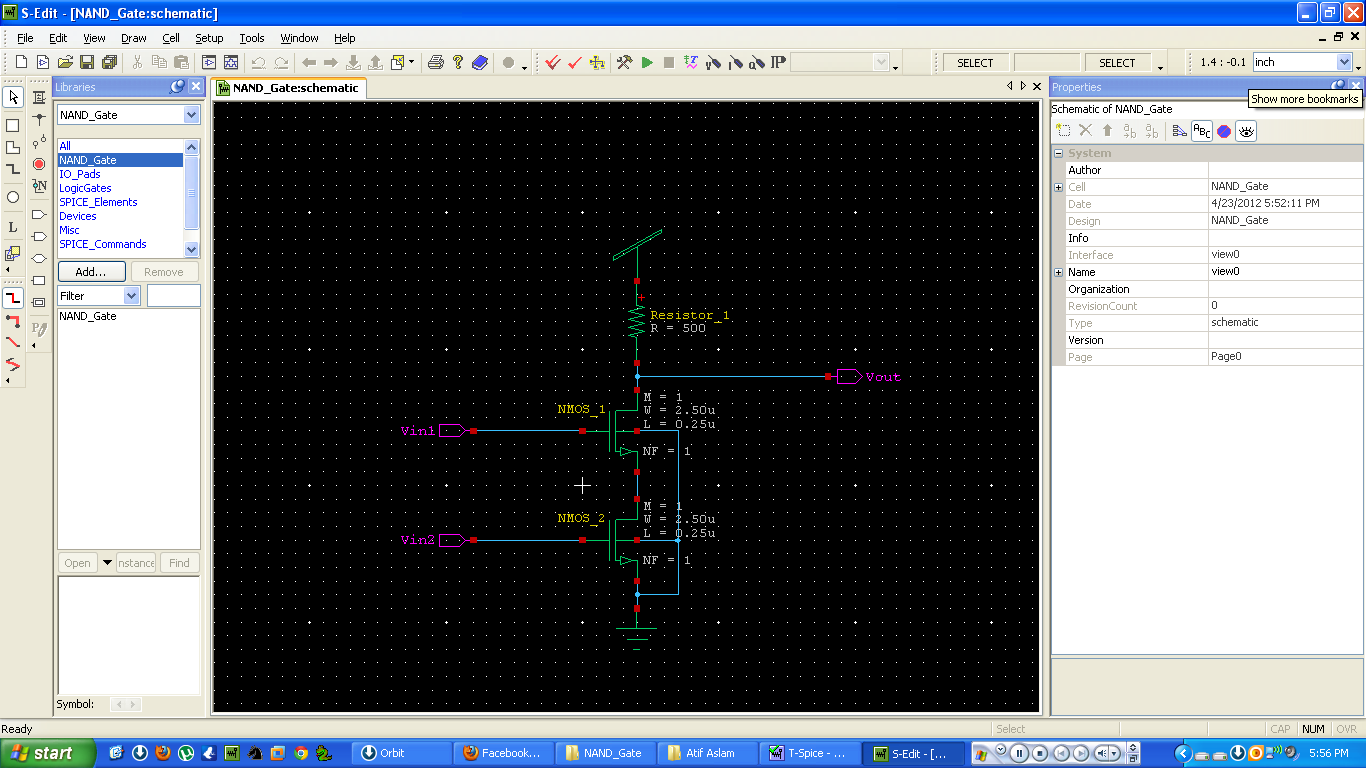 S-Edit - [NAND_Gate:schematic]
File Edit View Draw Cell Setup Tools Window Help
SELECT SELECT 1.4 : -0.1 inch
Libraries
NAND_Gate
All
NAND_Gate
IO_Pads
LogicGates
SPICE_Elements
Devices
Misc
SPICE_Commands
Add... Remove
Filter
NAND_Gate
Open nstance Find
Symbol:
NAND_Gate:schematic
Resistor_1
R = 500
Vout
NMOS_1
M = 1
W = 2.50u
L = 0.25u
Vin1
NF = 1
NMOS_2
M = 1
W = 2.50u
L = 0.25u
Vin2
NF = 1
Properties
Show more bookmarks
Schematic of NAND_Gate
System
Author
Cell NAND_Gate
Date 4/23/2012 5:52:11 PM
Design NAND_Gate
Info
Interface view0
Name view0
Organization
RevisionCount 0
Type schematic
Version
Page Page0
Ready Select CAP NUM OVR
start Orbit Facebook... NAND_Gate Atif Aslam T-Spice - ... S-Edit - [... 5:56 PM